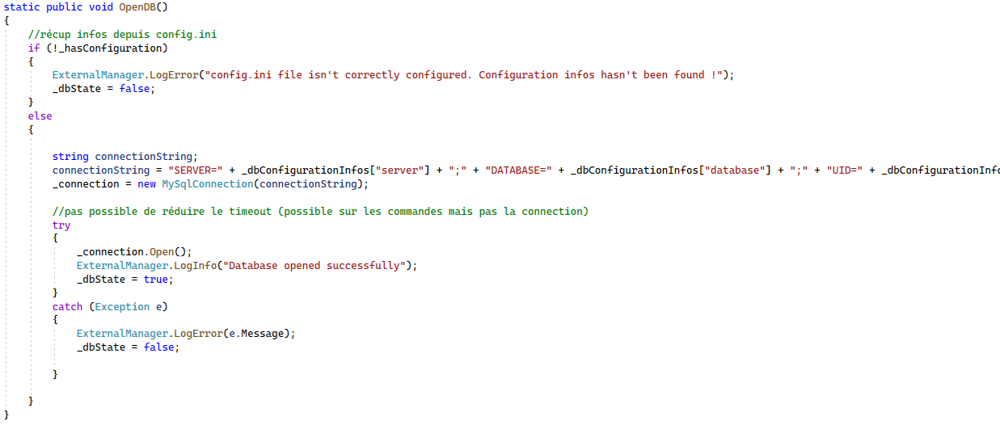 static public void OpenDB()
{
//récup infos depuis config.ini
if (!_hasConfiguration)
{
ExternalManager.LogError("config.ini file isn't correctly configured. Configuration infos hasn't been found !");
_dbState = false;
}
else
{
string connectionString;
connectionString = "SERVER=" + _dbConfigurationInfos["server"] + ";" + "DATABASE=" + _dbConfigurationInfos["database"] + ";" + "UID=" + _dbConfigurationInfo
_connection = new MySqlConnection(connectionString);
//pas possible de réduire le timeout (possible sur les commandes mais pas la connection)
try
{
_connection.Open();
ExternalManager.LogInfo("Database opened successfully");
_dbState = true;
}
catch (Exception e)
{
ExternalManager.LogError(e.Message);
_dbState = false;
}
}
}